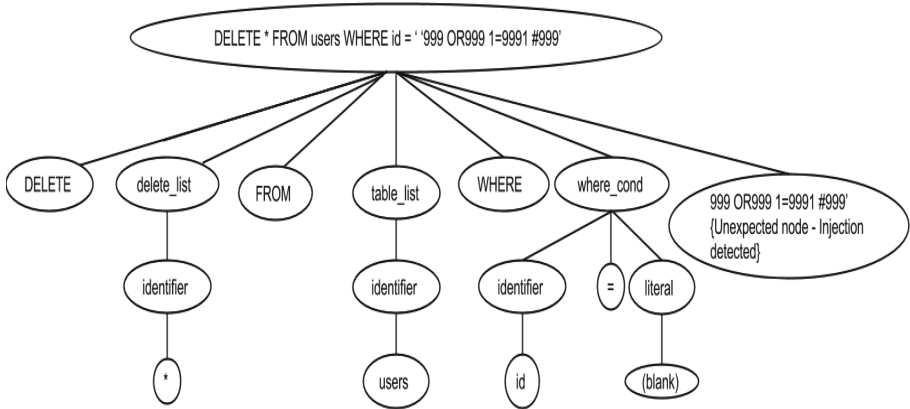 DELETE * FROM users WHERE id = ‘ ‘999 OR999 1=9991 #999’
DELETE
delete_list
FROM
table_list
WHERE
where_cond
999 OR999 1=9991 #999’
{Unexpected node - Injection
detected}
identifier
identifier
identifier
=
literal
*
users
id
(blank)